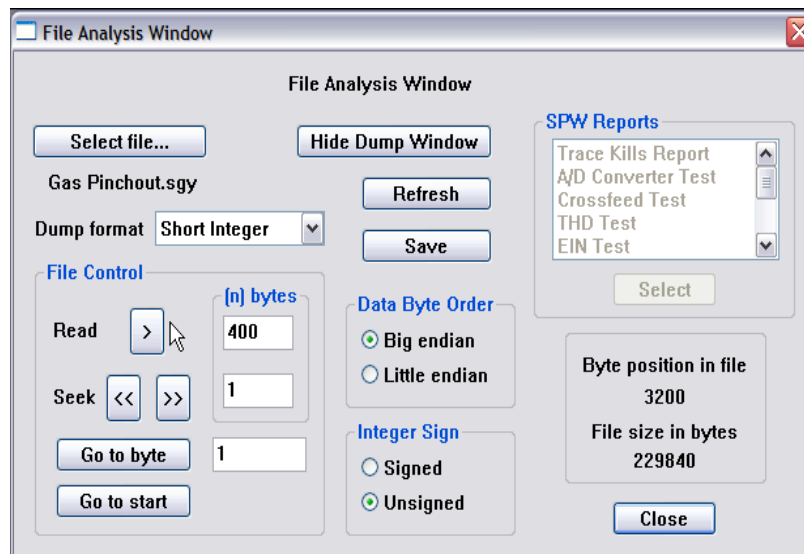 File Analysis Window
File Analysis Window
Select file...
Hide Dump Window
Gas Pinchout.sgy
Refresh
Dump format Short Integer
Save
SPW Reports
Trace Kills Report
A/D Converter Test
Crossfeed Test
THD Test
EIN Test
Select
File Control
(n) bytes
Read > 400
Seek << >> 1
Go to byte 1
Go to start
Data Byte Order
Big endian
Little endian
Integer Sign
Signed
Unsigned
Byte position in file
3200
File size in bytes
229840
Close